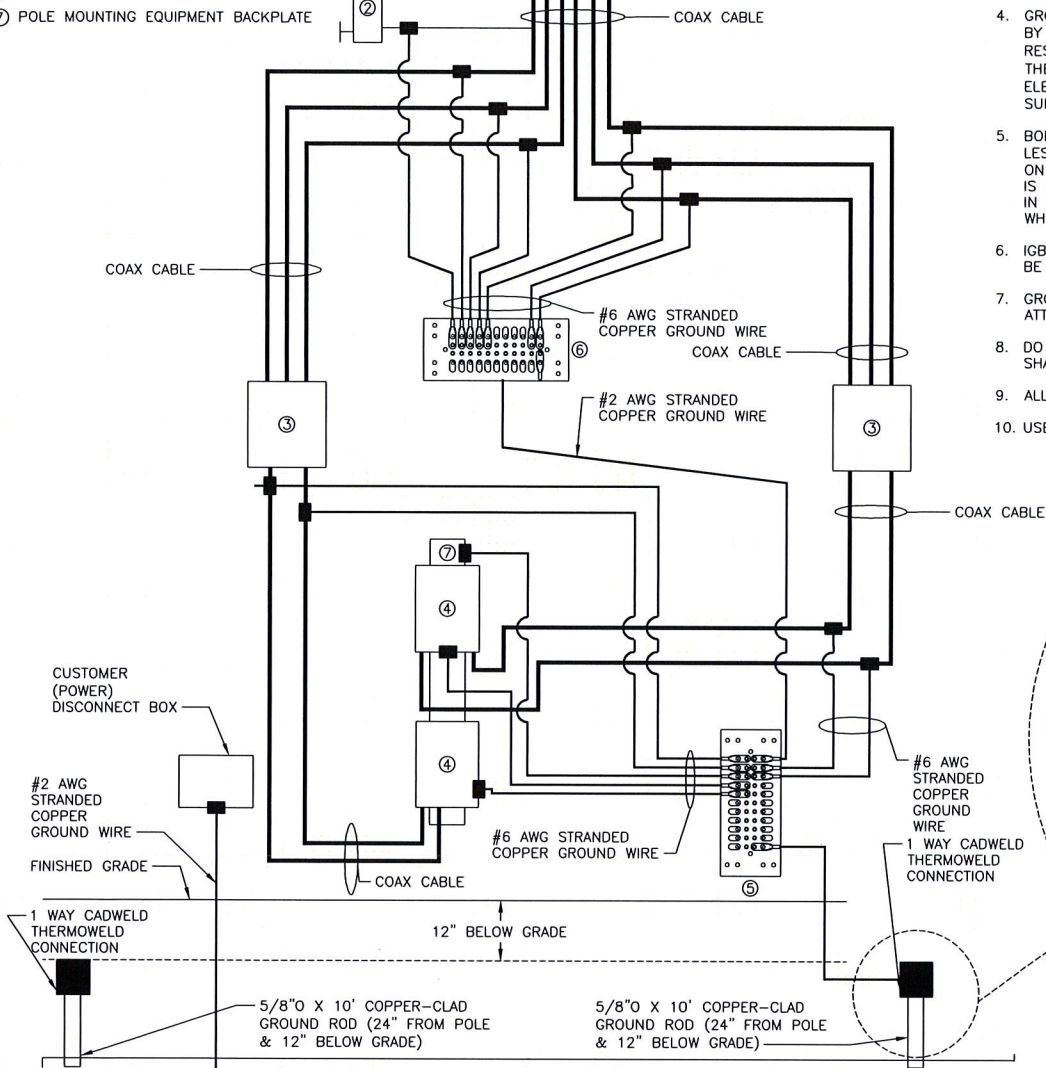 ⑦ POLE MOUNTING EQUIPMENT BACKPLATE
②
COAX CABLE
COAX CABLE
#6 AWG STRANDED
COPPER GROUND WIRE
⑥
COAX CABLE
#2 AWG STRANDED
COPPER GROUND WIRE
③
③
COAX CABLE
⑦
④
CUSTOMER
(POWER)
DISCONNECT BOX
④
#2 AWG
STRANDED
COPPER
GROUND WIRE
#6 AWG
STRANDED
COPPER
GROUND
WIRE
#6 AWG STRANDED
COPPER GROUND WIRE
FINISHED GRADE
COAX CABLE
⑤
1 WAY CADWELD
THERMOWELD
CONNECTION
1 WAY CADWELD
THERMOWELD
CONNECTION
12" BELOW GRADE
5/8"O X 10' COPPER-CLAD
GROUND ROD (24" FROM POLE
& 12" BELOW GRADE)
5/8"O X 10' COPPER-CLAD
GROUND ROD (24" FROM POLE
& 12" BELOW GRADE)
4. GRO
BY
RES
THE
ELE
SUI
5. BON
LES
ON
IS
IN
WH
6. IGB
BE
7. GRO
ATT
8. DO
SHA
9. ALL
10. USE